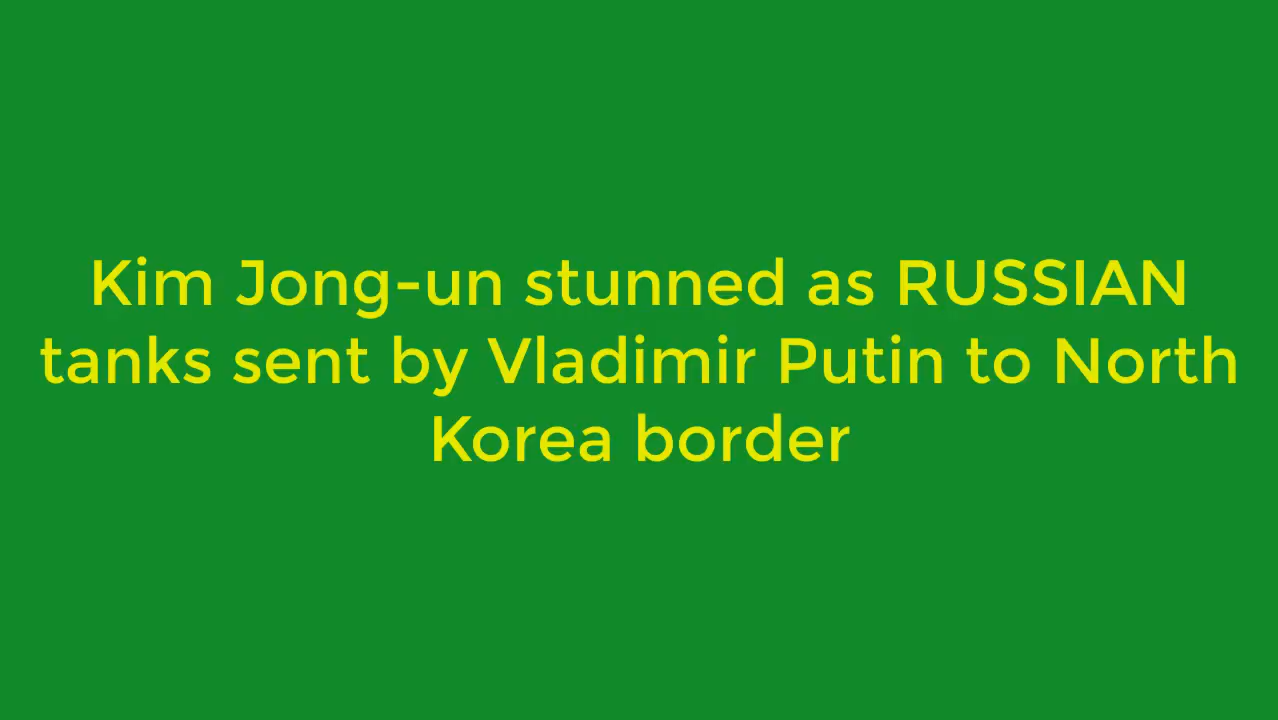 Kim Jong-un stunned as RUSSIAN
tanks sent by Vladimir Putin to North
Korea border